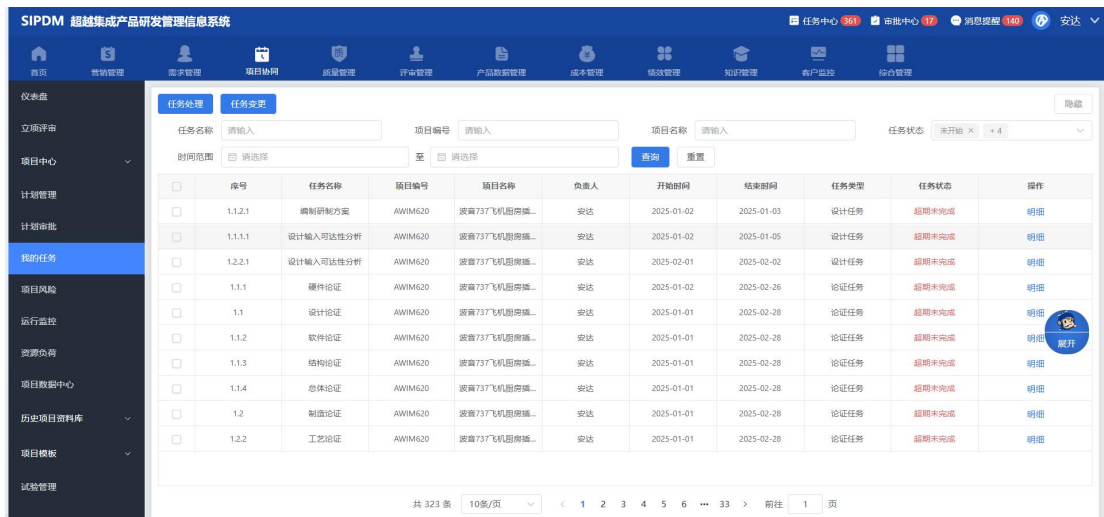 SIPDM 超越集成产品研发管理信息系统 任务中心 361 审批中心 17 消息提醒 140 安达
首页 营销管理 需求管理 项目协同 质量管理 评审管理 产品数据管理 成本管理 绩效管理 知识管理 客户监控 综合管理
仪表盘
立项评审
项目中心
计划管理
计划审批
我的任务
项目风险
运行监控
资源负荷
项目数据中心
历史项目资料库
项目模板
试验管理
任务处理 任务变更 隐藏
任务名称 请输入 项目编号 请输入 项目名称 请输入 任务状态 未开始 × + 4
时间范围 请选择 至 请选择 查询 重置
序号 任务名称 项目编号 项目名称 负责人 开始时间 结束时间 任务类型 任务状态 操作
1.1.2.1 编制研制方案 AWIM620 波音737飞机厨房插... 安达 2025-01-02 2025-01-03 设计任务 超期未完成 明细
1.1.1.1 设计输入可达性分析 AWIM620 波音737飞机厨房插... 安达 2025-01-02 2025-01-05 设计任务 超期未完成 明细
1.2.2.1 设计输入可达性分析 AWIM620 波音737飞机厨房插... 安达 2025-02-01 2025-02-02 设计任务 超期未完成 明细
1.1.1 硬件论证 AWIM620 波音737飞机厨房插... 安达 2025-01-02 2025-02-26 论证任务 超期未完成 明细
1.1 设计论证 AWIM620 波音737飞机厨房插... 安达 2025-01-01 2025-02-28 论证任务 超期未完成 明细
1.1.2 软件论证 AWIM620 波音737飞机厨房插... 安达 2025-01-01 2025-02-28 论证任务 超期未完成 明细
展开
1.1.3 结构论证 AWIM620 波音737飞机厨房插... 安达 2025-01-01 2025-02-28 论证任务 超期未完成 明细
1.1.4 总体论证 AWIM620 波音737飞机厨房插... 安达 2025-01-01 2025-02-28 论证任务 超期未完成 明细
1.2 制造论证 AWIM620 波音737飞机厨房插... 安达 2025-01-01 2025-02-28 论证任务 超期未完成 明细
1.2.2 工艺论证 AWIM620 波音737飞机厨房插... 安达 2025-01-01 2025-02-28 论证任务 超期未完成 明细
共 323 条 10条/页 < 1 2 3 4 5 6 ••• 33 > 前往 1 页